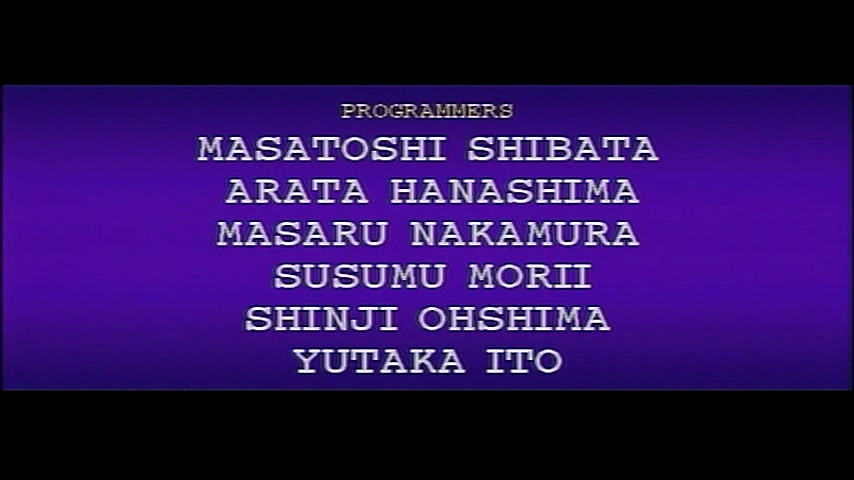 PROGRAMMERS
MASATOSHI SHIBATA
ARATA HANASHIMA
MASARU NAKAMURA
SUSUMU MORII
SHINJI OHSHIMA
YUTAKA ITO